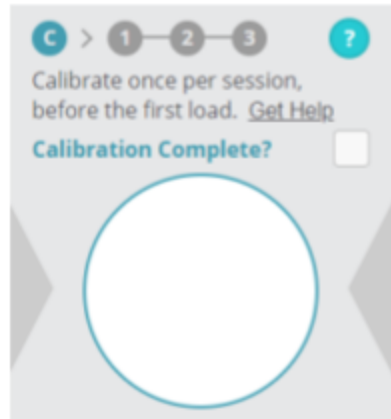 C > 1 2 3 ?
Calibrate once per session,
before the first load. Get Help
Calibration Complete?